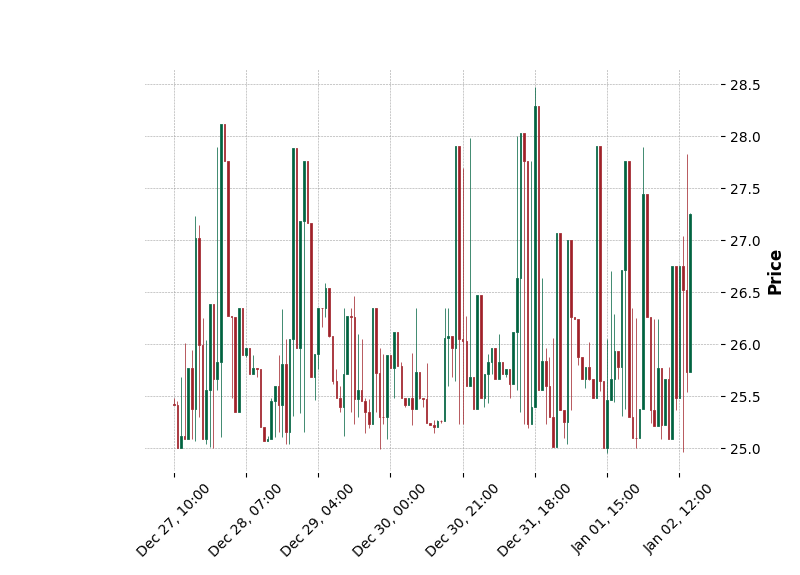 28.5
28.0
27.5
27.0
26.5
26.0
25.5
25.0
Price
Dec 27, 10:00
Dec 28, 07:00
Dec 29, 04:00
Dec 30, 00:00
Dec 30, 21:00
Dec 31, 18:00
Jan 01, 15:00
Jan 02, 12:00